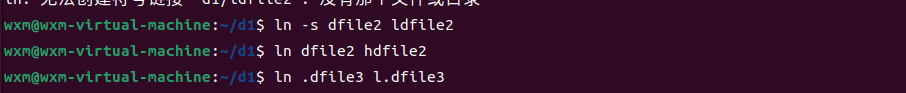 ln: 无法创建符号链接 'd1/ldfile2': 没有那个文件或目录
wxm@wxm-virtual-machine:~/d1$ ln -s dfile2 ldfile2
wxm@wxm-virtual-machine:~/d1$ ln dfile2 hdfile2
wxm@wxm-virtual-machine:~/d1$ ln .dfile3 l.dfile3